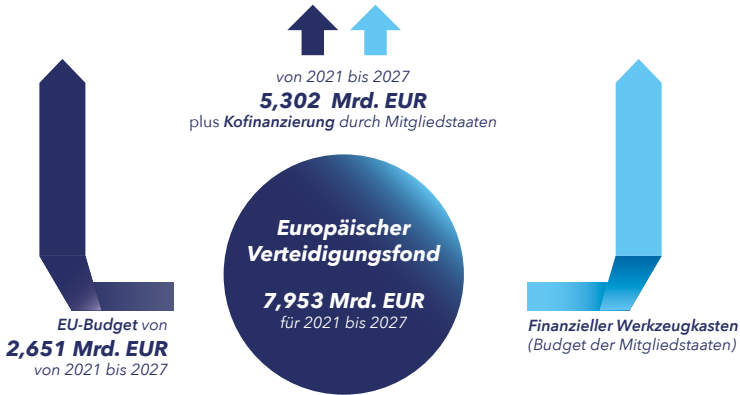 von 2021 bis 2027
5,302 Mrd. EUR
plus Kofinanzierung durch Mitgliedstaaten
Europäischer
Verteidigungsfond
7,953 Mrd. EUR
für 2021 bis 2027
EU-Budget von
2,651 Mrd. EUR
von 2021 bis 2027
Finanzieller Werkzeugkasten
(Budget der Mitgliedstaaten)